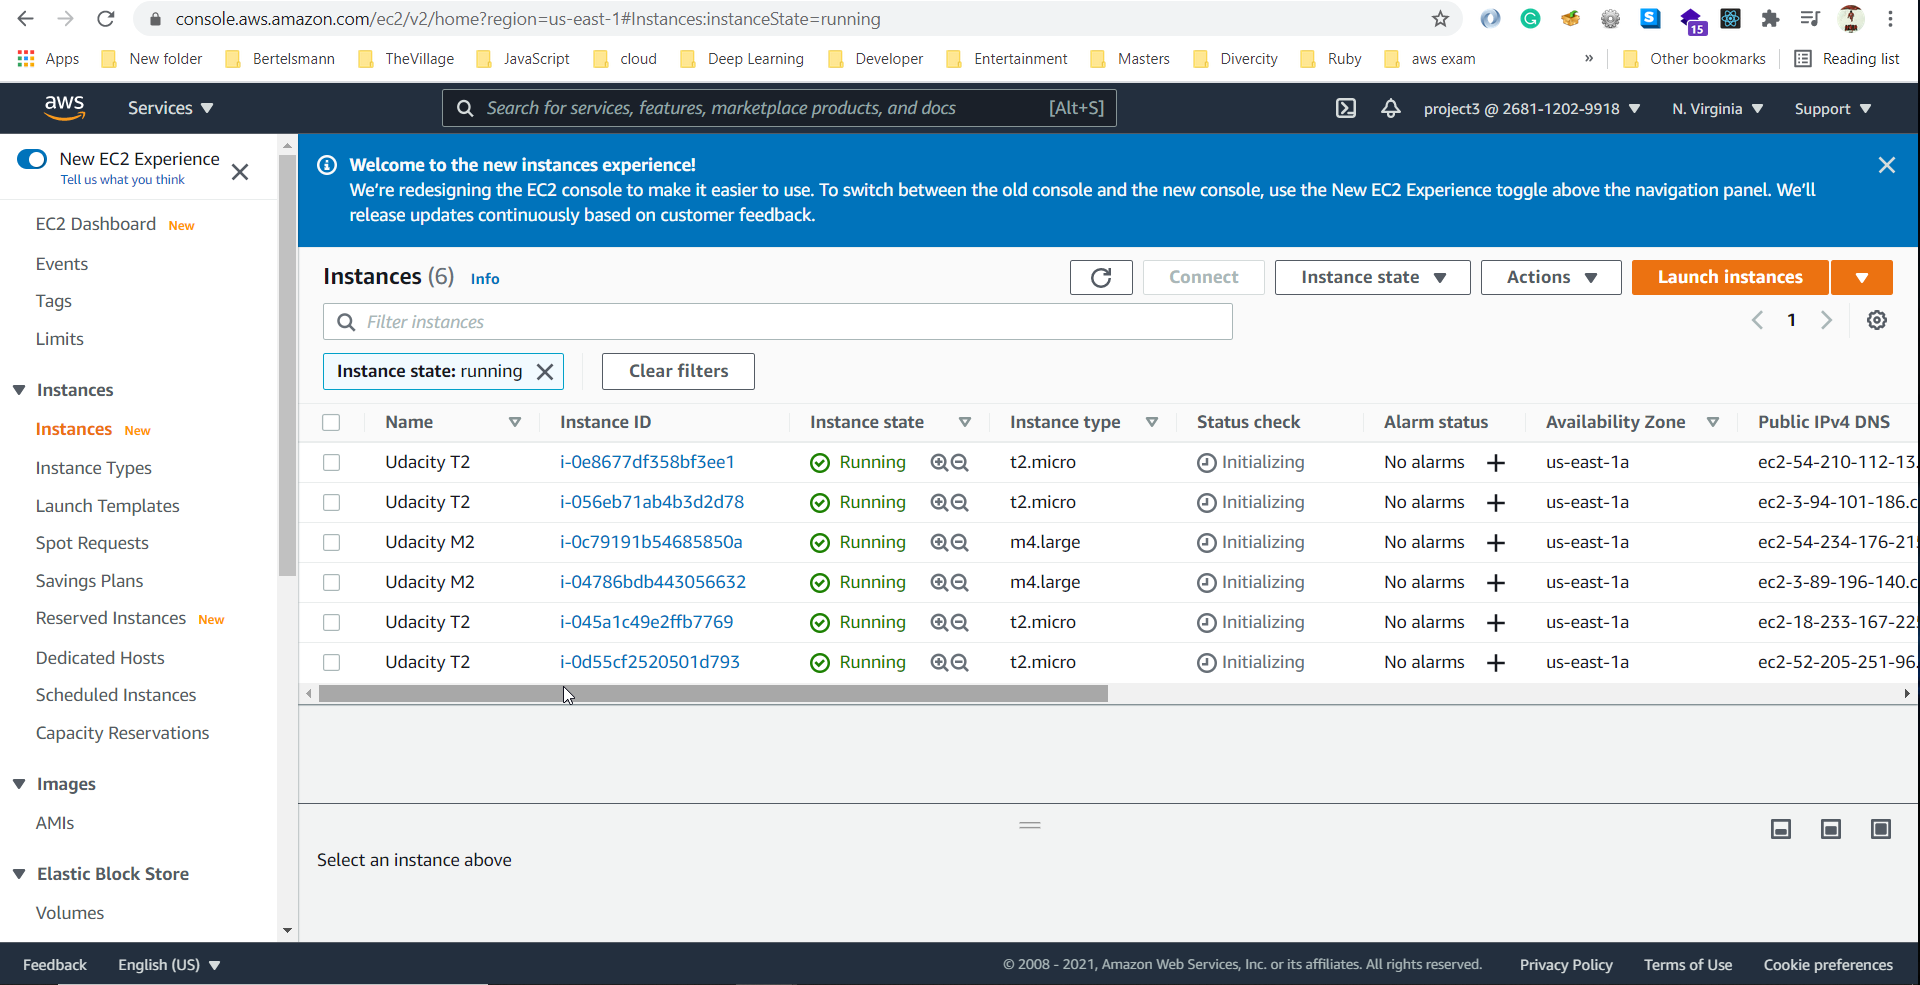 console.aws.amazon.com/ec2/v2/home?region=us-east-1#Instances:instanceState=running
15
Apps New folder Bertelsmann TheVillage JavaScript cloud Deep Learning Developer Entertainment Masters Divercity Ruby aws exam » Other bookmarks Reading list
aws Services Search for services, features, marketplace products, and docs [Alt+S] project3 @ 2681-1202-9918 N. Virginia Support
New EC2 Experience
Tell us what you think
EC2 Dashboard New
Events
Tags
Limits
Instances
Instances New
Instance Types
Launch Templates
Spot Requests
Savings Plans
Reserved Instances New
Dedicated Hosts
Scheduled Instances
Capacity Reservations
Images
AMIs
Elastic Block Store
Volumes
Welcome to the new instances experience!
We're redesigning the EC2 console to make it easier to use. To switch between the old console and the new console, use the New EC2 Experience toggle above the navigation panel. We'll
release updates continuously based on customer feedback.
Instances (6) Info Connect Instance state Actions Launch instances
Filter instances 1
Instance state: running Clear filters
Name Instance ID Instance state Instance type Status check Alarm status Availability Zone Public IPv4 DNS
Udacity T2 i-0e8677df358bf3ee1 Running t2.micro Initializing No alarms + us-east-1a ec2-54-210-112-13.
Udacity T2 i-056eb71ab4b3d2d78 Running t2.micro Initializing No alarms + us-east-1a ec2-3-94-101-186.c
Udacity M2 i-0c79191b54685850a Running m4.large Initializing No alarms + us-east-1a ec2-54-234-176-21
Udacity M2 i-04786bdb443056632 Running m4.large Initializing No alarms + us-east-1a ec2-3-89-196-140.c
Udacity T2 i-045a1c49e2ffb7769 Running t2.micro Initializing No alarms + us-east-1a ec2-18-233-167-22
Udacity T2 i-0d55cf2520501d793 Running t2.micro Initializing No alarms + us-east-1a ec2-52-205-251-96.
Select an instance above
Feedback English (US) © 2008 - 2021, Amazon Web Services, Inc. or its affiliates. All rights reserved. Privacy Policy Terms of Use Cookie preferences